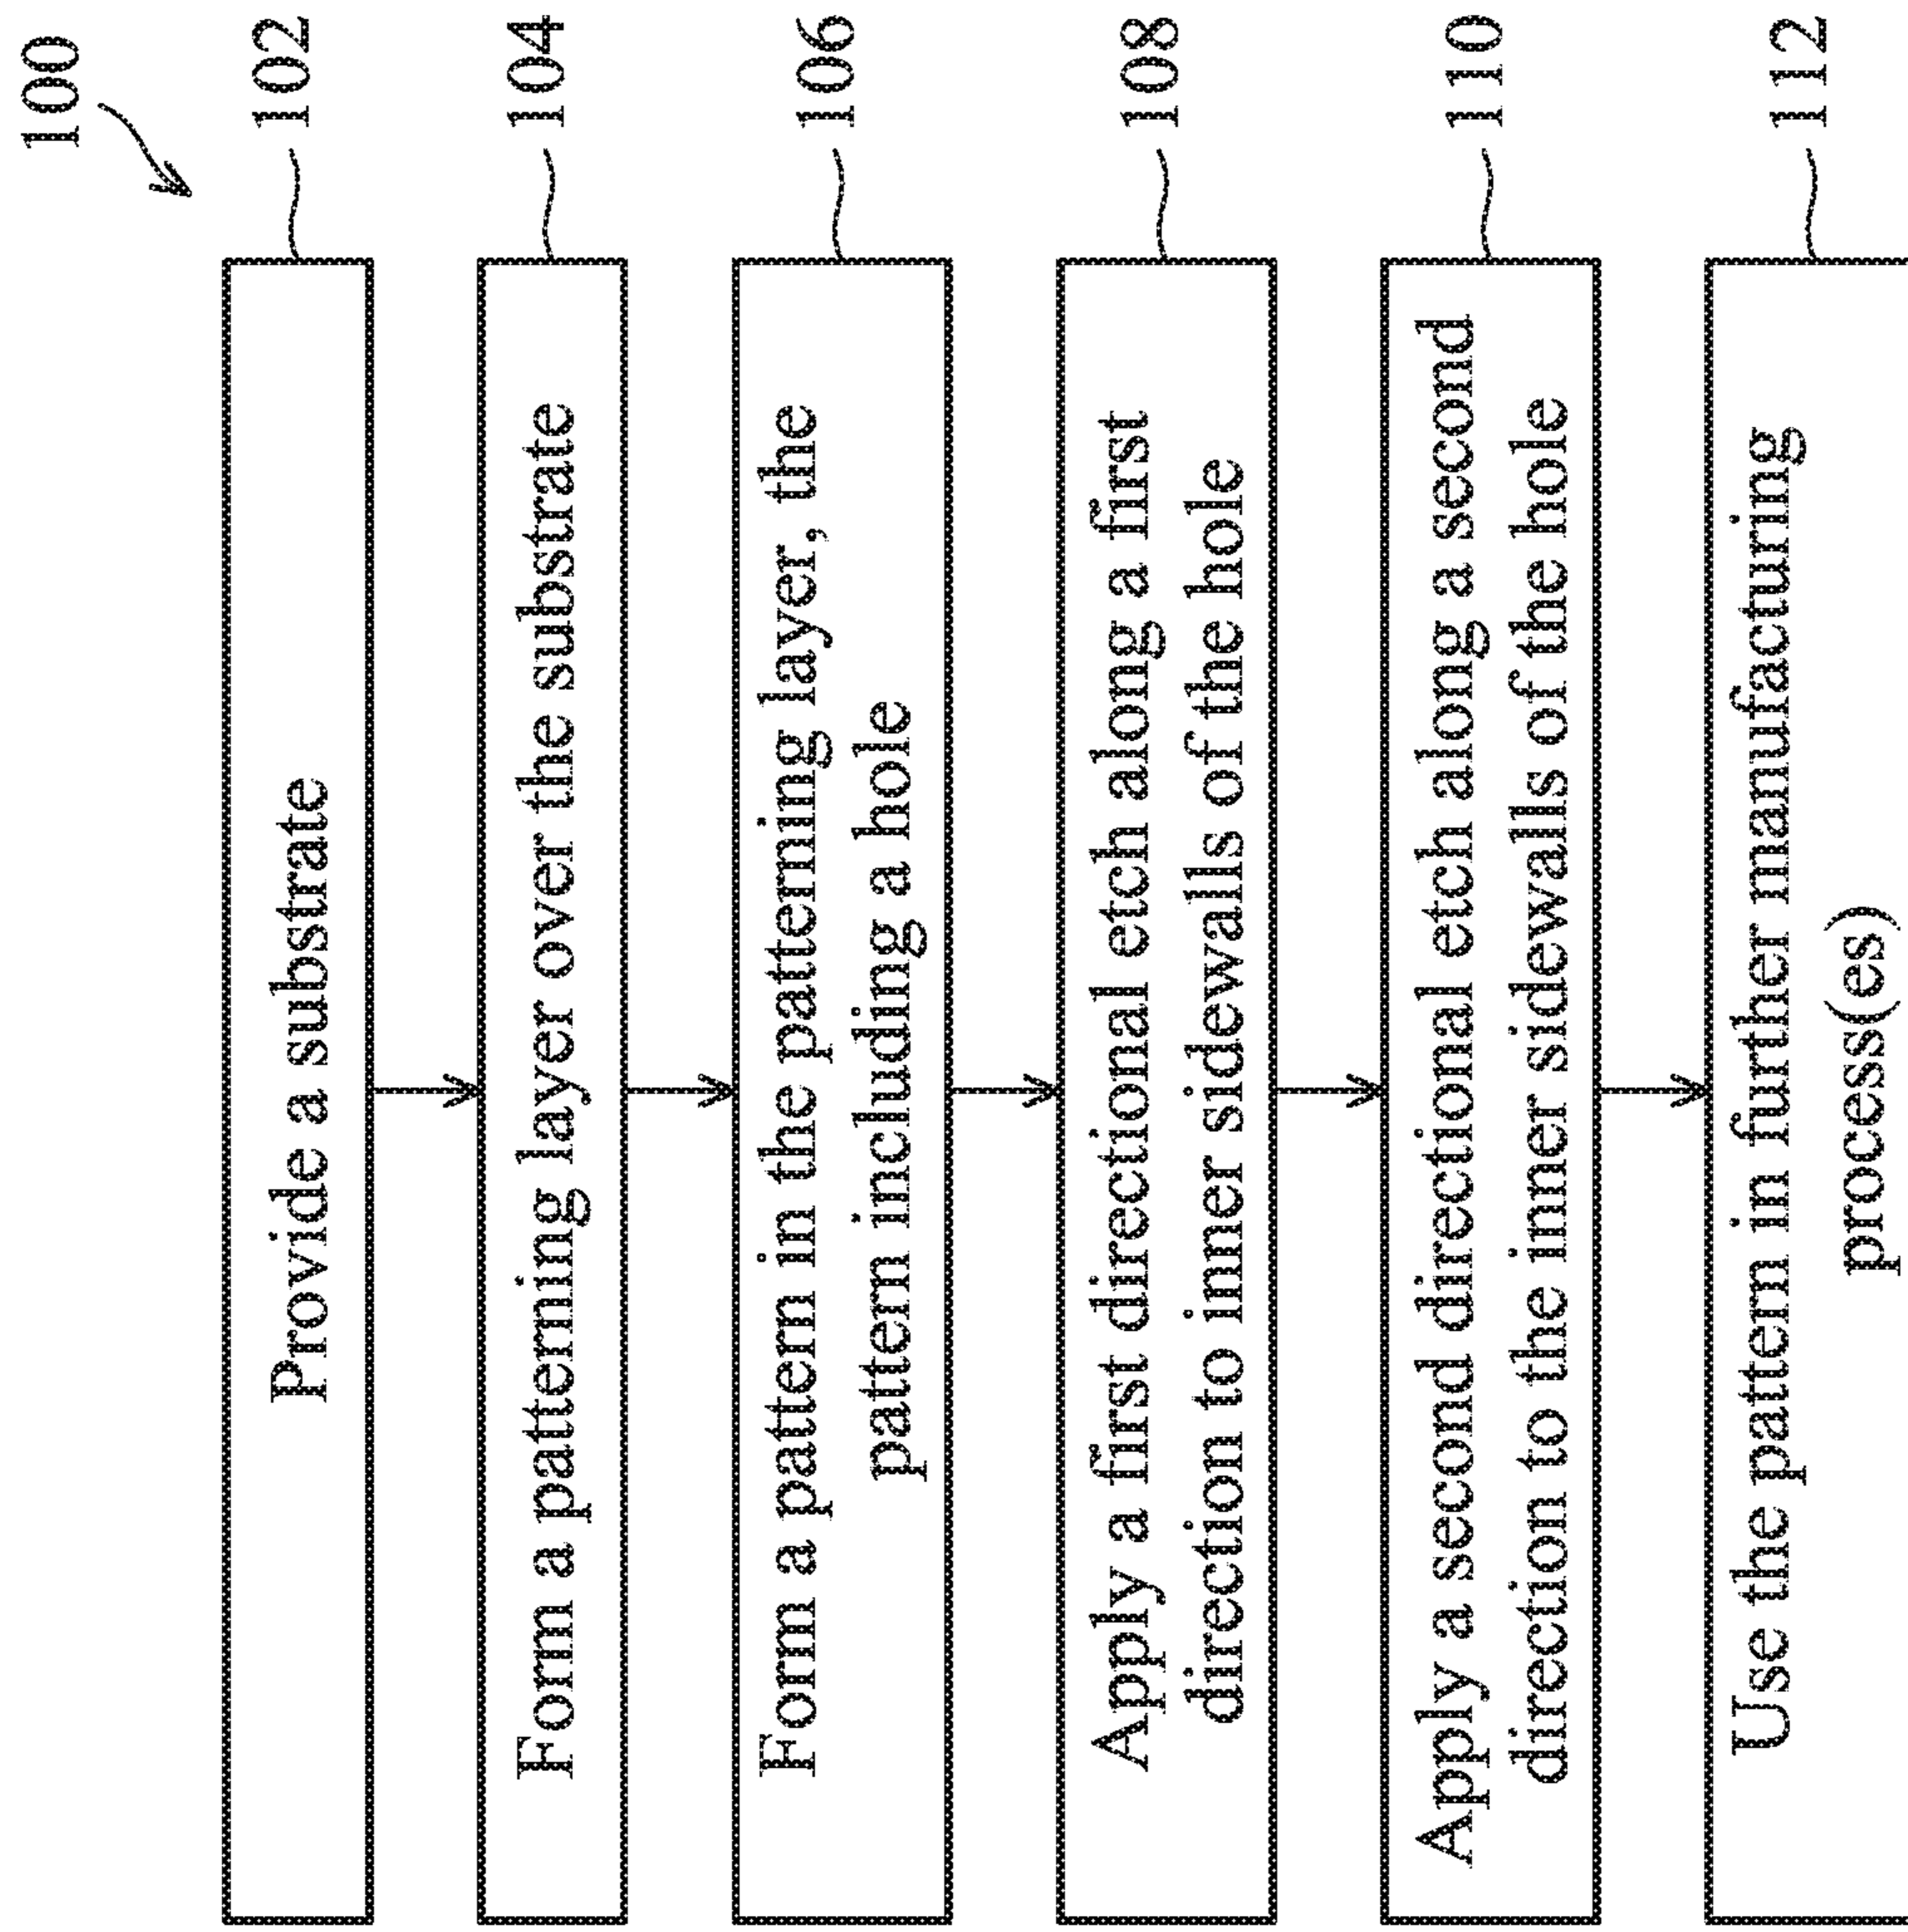 100
Provide a substrate
102
Form a patterning layer over the substrate
104
Form a pattern in the patterning layer, the
pattern including a hole
106
Apply a first directional etch along a first
direction to inner sidewalls of the hole
108
Apply a second directional etch along a second
direction to the inner sidewalls of the hole
110
Use the pattern in further manufacturing
process(es)
112